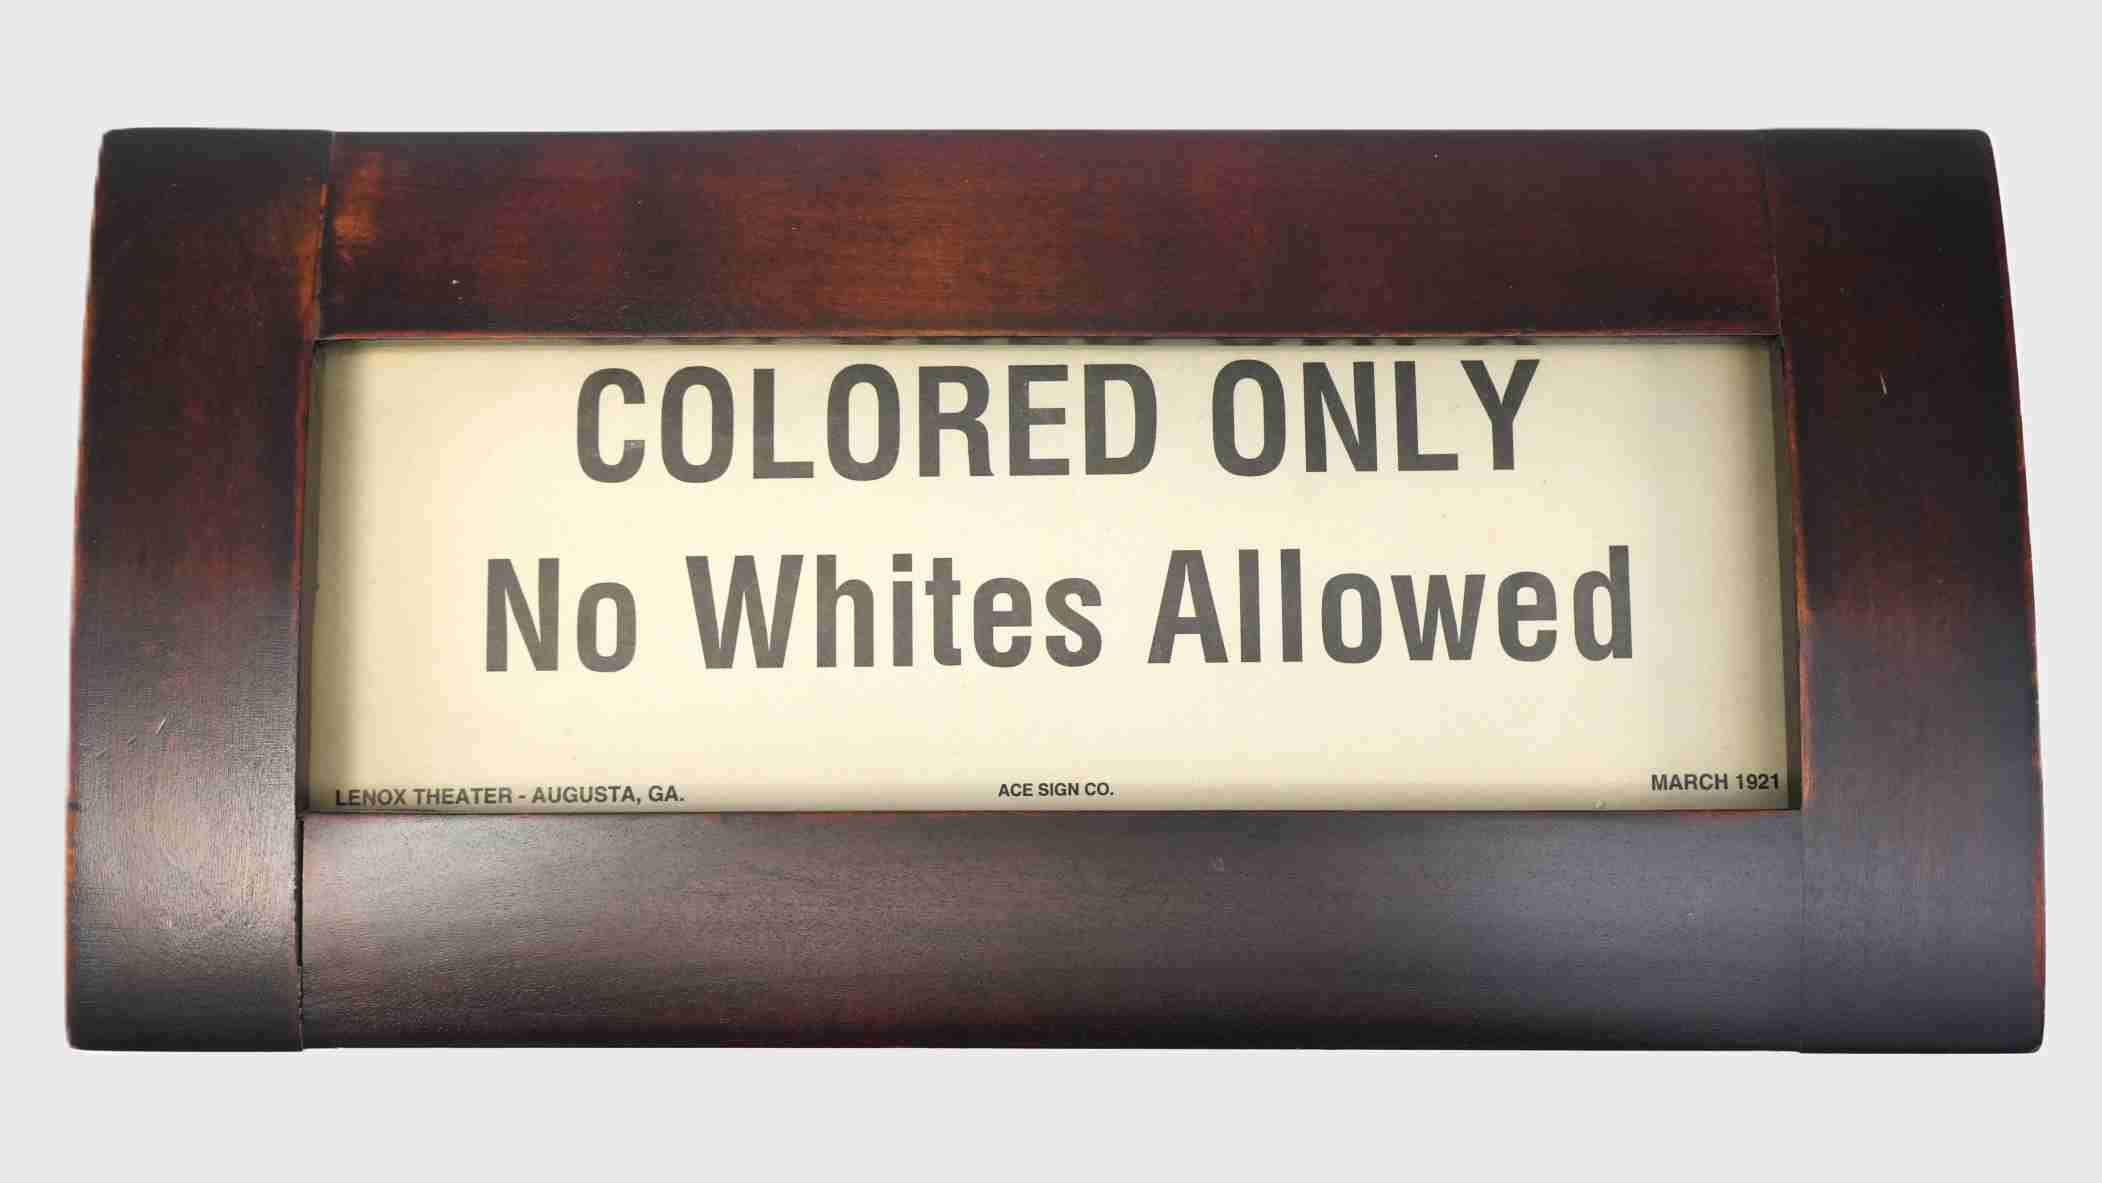 COLORED ONLY
No Whites Allowed
LENOX THEATER - AUGUSTA, GA. ACE SIGN CO. MARCH 1921